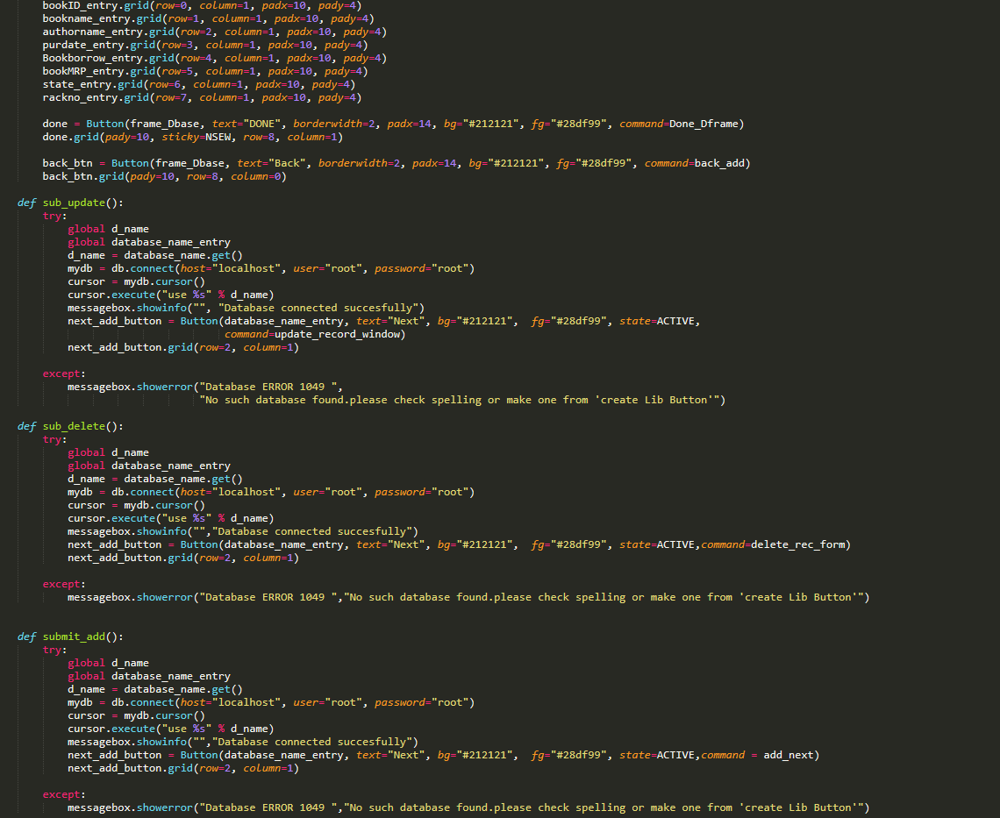 bookID_entry.grid(row=0, column=1, padx=10, pady=4)
bookname_entry.grid(row=1, column=1, padx=10, pady=4)
authorname_entry.grid(row=2, column=1, padx=10, pady=4)
purdate_entry.grid(row=3, column=1, padx=10, pady=4)
Bookborrow_entry.grid(row=4, column=1, padx=10, pady=4)
bookMRP_entry.grid(row=5, column=1, padx=10, pady=4)
state_entry.grid(row=6, column=1, padx=10, pady=4)
rackno_entry.grid(row=7, column=1, padx=10, pady=4)
done = Button(frame_Dbase, text="DONE", borderwidth=2, padx=14, bg="#212121", fg="#28df99", command=Done_Dframe)
done.grid(pady=10, sticky=NSEW, row=8, column=1)
back_btn = Button(frame_Dbase, text="Back", borderwidth=2, padx=14, bg="#212121", fg="#28df99", command=back_add)
back_btn.grid(pady=10, row=8, column=0)
def sub_update():
try:
global d_name
global database_name_entry
d_name = database_name.get()
mydb = db.connect(host="localhost", user="root", password="root")
cursor = mydb.cursor()
cursor.execute("use %s" % d_name)
messagebox.showinfo("", "Database connected succesfully")
next_add_button = Button(database_name_entry, text="Next", bg="#212121",  fg="#28df99", state=ACTIVE,
command=update_record_window)
next_add_button.grid(row=2, column=1)
except:
messagebox.showerror("Database ERROR 1049 ",
"No such database found.please check spelling or make one from 'create Lib Button'")
def sub_delete():
try:
global d_name
global database_name_entry
d_name = database_name.get()
mydb = db.connect(host="localhost", user="root", password="root")
cursor = mydb.cursor()
cursor.execute("use %s" % d_name)
messagebox.showinfo("","Database connected succesfully")
next_add_button = Button(database_name_entry, text="Next", bg="#212121",  fg="#28df99", state=ACTIVE,command=delete_rec_form)
next_add_button.grid(row=2, column=1)
except:
messagebox.showerror("Database ERROR 1049 ","No such database found.please check spelling or make one from 'create Lib Button'")
def submit_add():
try:
global d_name
global database_name_entry
d_name = database_name.get()
mydb = db.connect(host="localhost", user="root", password="root")
cursor = mydb.cursor()
cursor.execute("use %s" % d_name)
messagebox.showinfo("","Database connected succesfully")
next_add_button = Button(database_name_entry, text="Next", bg="#212121",  fg="#28df99", state=ACTIVE,command = add_next)
next_add_button.grid(row=2, column=1)
except:
messagebox.showerror("Database ERROR 1049 ","No such database found.please check spelling or make one from 'create Lib Button'")